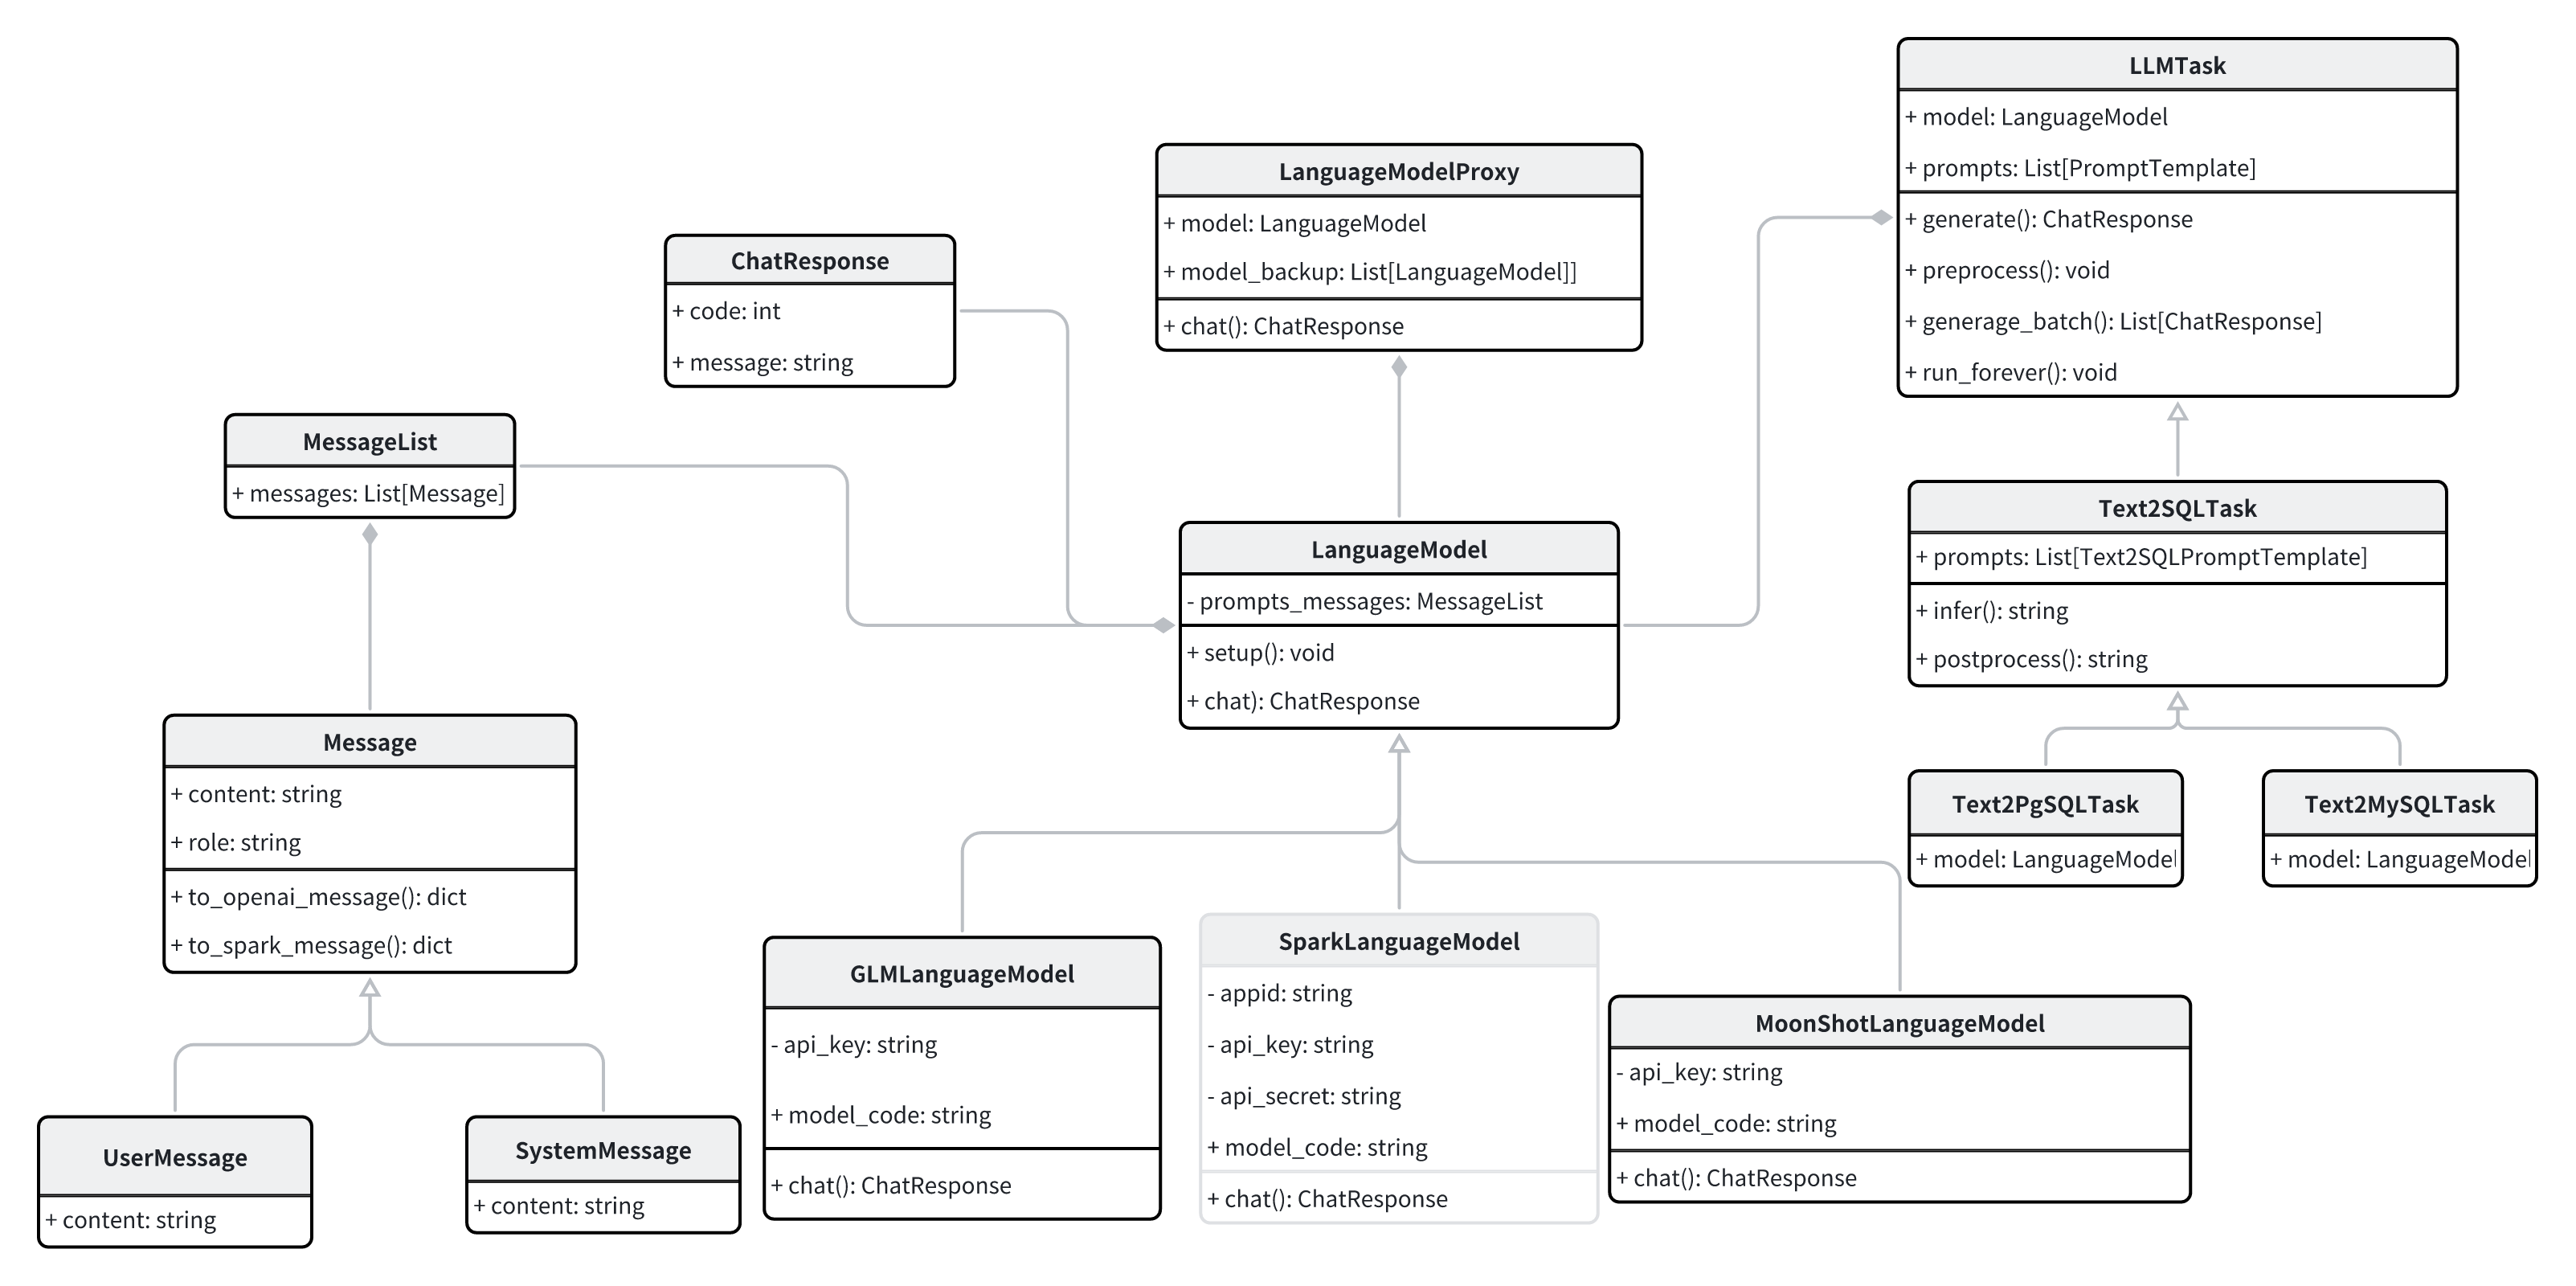 LLMTask
+ model: LanguageModel
+ prompts: List[PromptTemplate]
+ generate(): ChatResponse
+ preprocess(): void
+ generage_batch(): List[ChatResponse]
+ run_forever(): void
LanguageModelProxy
+ model: LanguageModel
+ model_backup: List[LanguageModel]]
+ chat(): ChatResponse
ChatResponse
+ code: int
+ message: string
MessageList
+ messages: List[Message]
LanguageModel
- prompts_messages: MessageList
+ setup(): void
+ chat): ChatResponse
Text2SQLTask
+ prompts: List[Text2SQLPromptTemplate]
+ infer(): string
+ postprocess(): string
Message
+ content: string
+ role: string
+ to_openai_message(): dict
+ to_spark_message(): dict
Text2PgSQLTask
+ model: LanguageModel
Text2MySQLTask
+ model: LanguageModel
GLMLanguageModel
- api_key: string
+ model_code: string
+ chat(): ChatResponse
SparkLanguageModel
- appid: string
- api_key: string
- api_secret: string
+ model_code: string
+ chat(): ChatResponse
MoonShotLanguageModel
- api_key: string
+ model_code: string
+ chat(): ChatResponse
UserMessage
+ content: string
SystemMessage
+ content: string